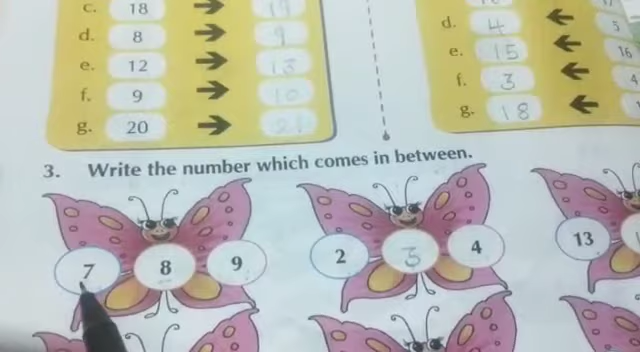 c. 18 19
d. 8 9
e. 12 13
f. 9 10
g. 20 21
d. 4 5
e. 15 16
f. 3 4
g. 18
3. Write the number which comes in between.
7 8 9 2 3 4 13